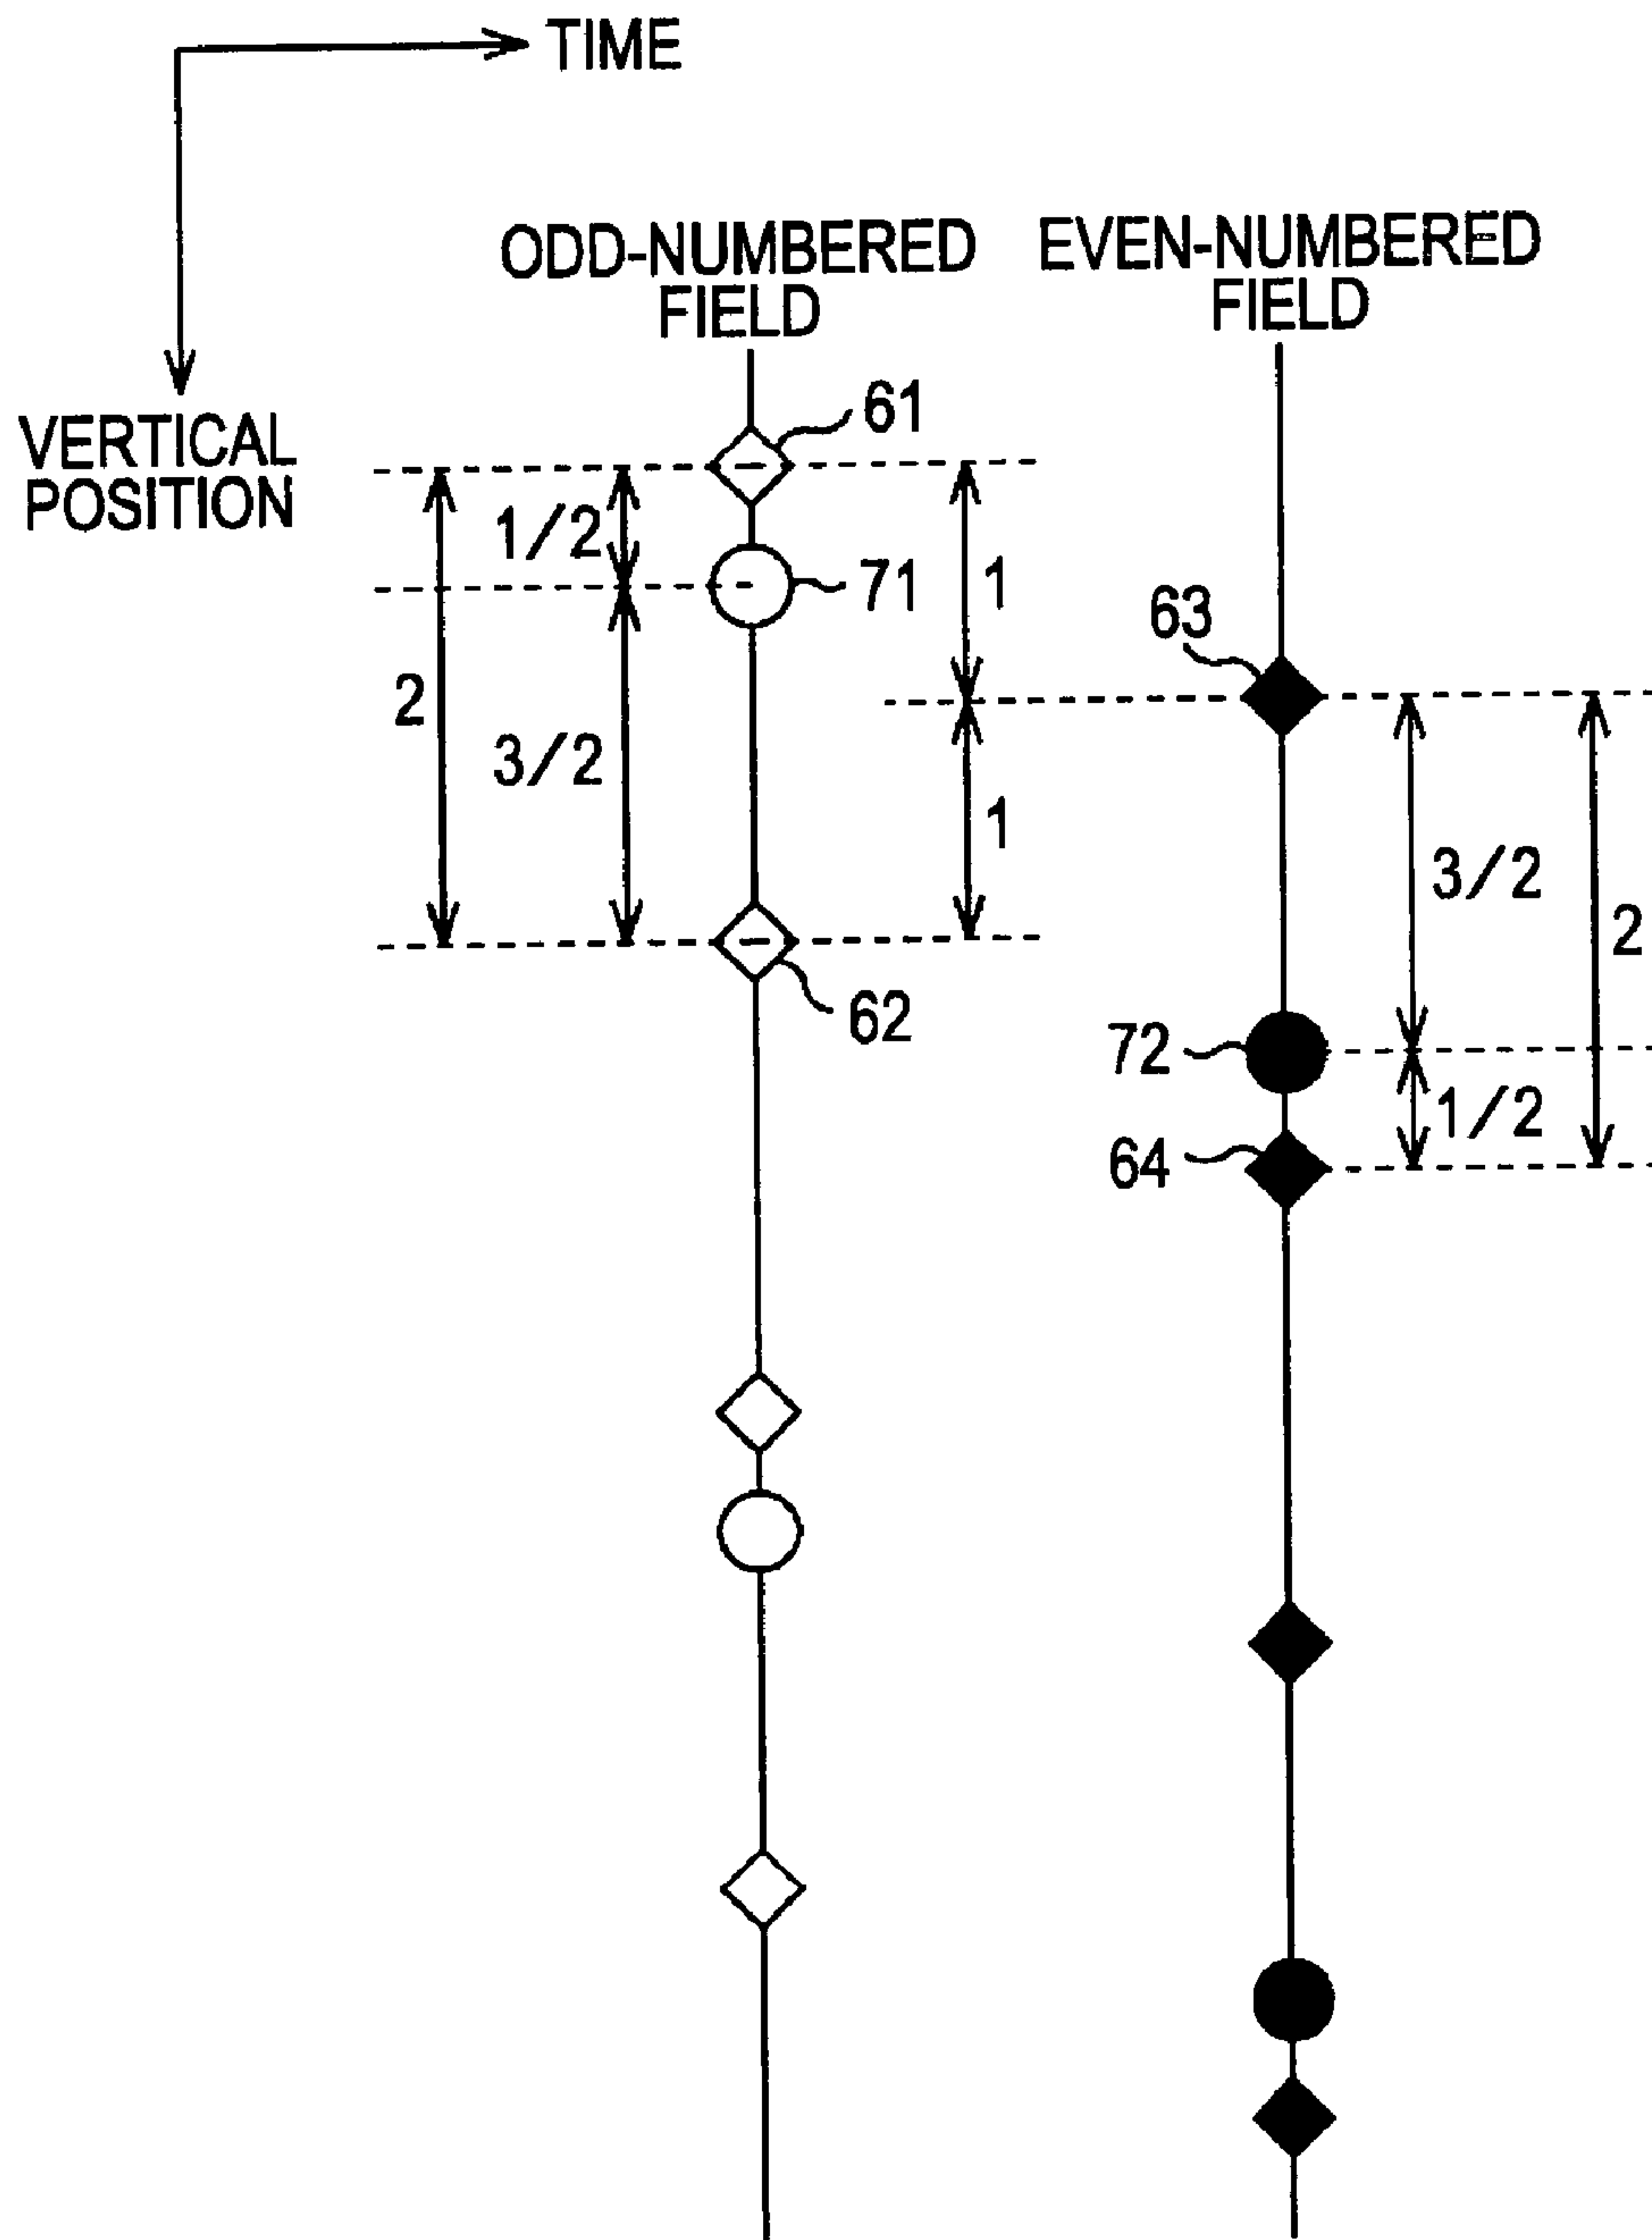 TIME
VERTICAL
POSITION
ODD-NUMBERED
FIELD
EVEN-NUMBERED
FIELD
61
1/2
71
1
63
2
3/2
1
62
3/2
2
72
1/2
64